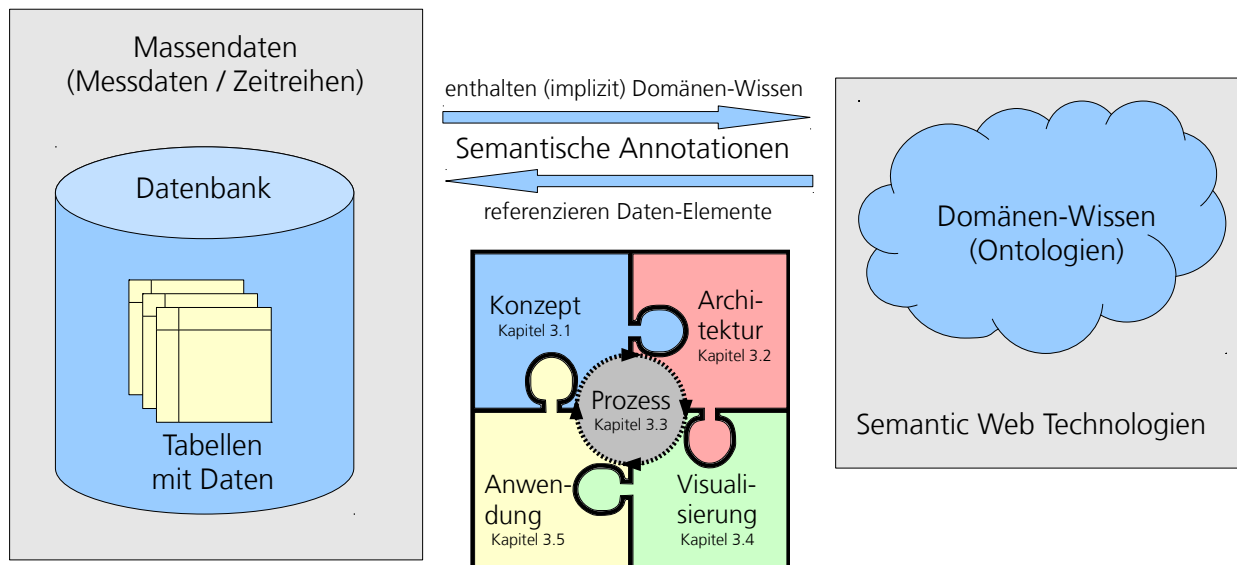 Massendaten
(Messdaten / Zeitreihen)
Datenbank
Tabellen
mit Daten
enthalten (implizit) Domänen-Wissen
Semantische Annotationen
referenzieren Daten-Elemente
Konzept
Kapitel 3.1
Archi-
tektur
Kapitel 3.2
Prozess
Kapitel 3.3
Anwen-
dung
Kapitel 3.5
Visuali-
sierung
Kapitel 3.4
Domänen-Wissen
(Ontologien)
Semantic Web Technologien